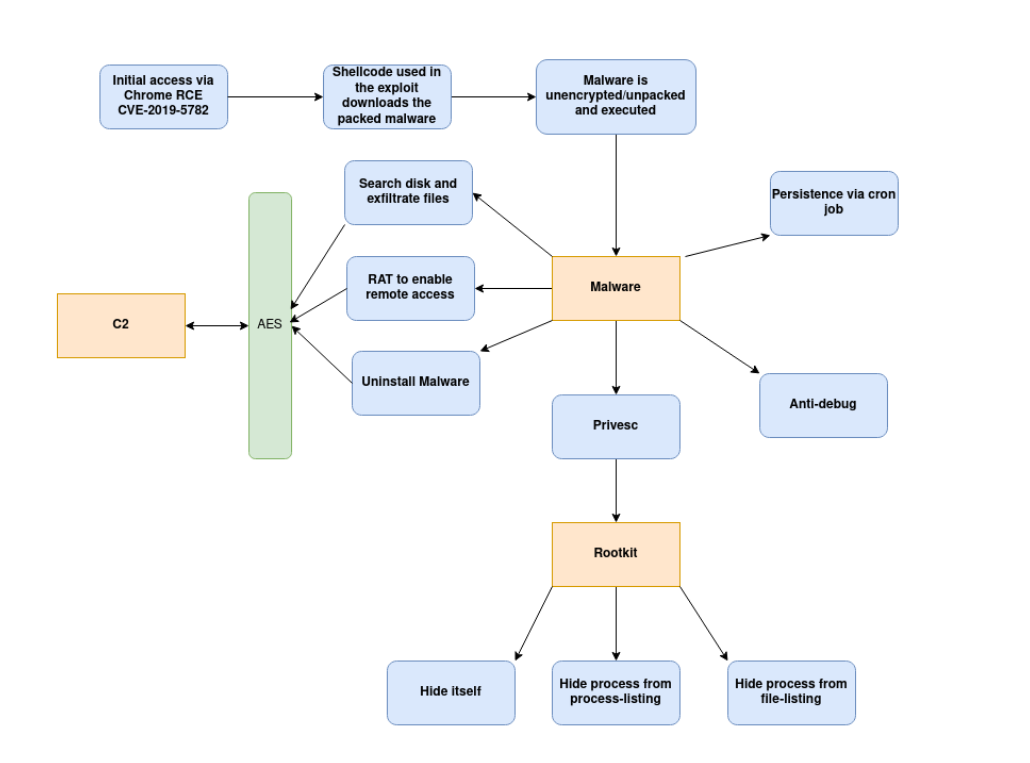 Initial access via
Chrome RCE
CVE-2019-5782
Shellcode used in
the exploit
downloads the
packed malware
Malware is
unencrypted/unpacked
and executed
Search disk and
exfiltrate files
Persistence via cron
job
RAT to enable
remote access
Malware
C2
AES
Uninstall Malware
Anti-debug
Privesc
Rootkit
Hide itself
Hide process from
process-listing
Hide process from
file-listing